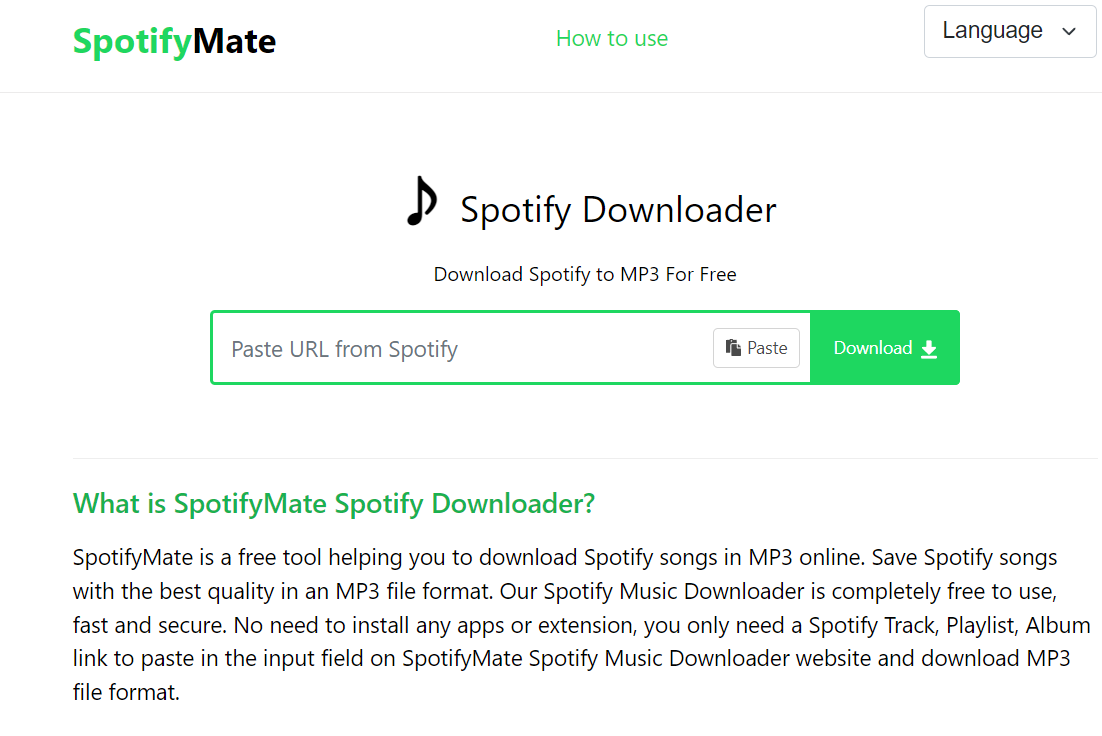 SpotifyMate
How to use
Language
Spotify Downloader
Download Spotify to MP3 For Free
Paste URL from Spotify
Paste
Download
What is SpotifyMate Spotify Downloader?
SpotifyMate is a free tool helping you to download Spotify songs in MP3 online. Save Spotify songs
with the best quality in an MP3 file format. Our Spotify Music Downloader is completely free to use,
fast and secure. No need to install any apps or extension, you only need a Spotify Track, Playlist, Album
link to paste in the input field on SpotifyMate Spotify Music Downloader website and download MP3
file format.